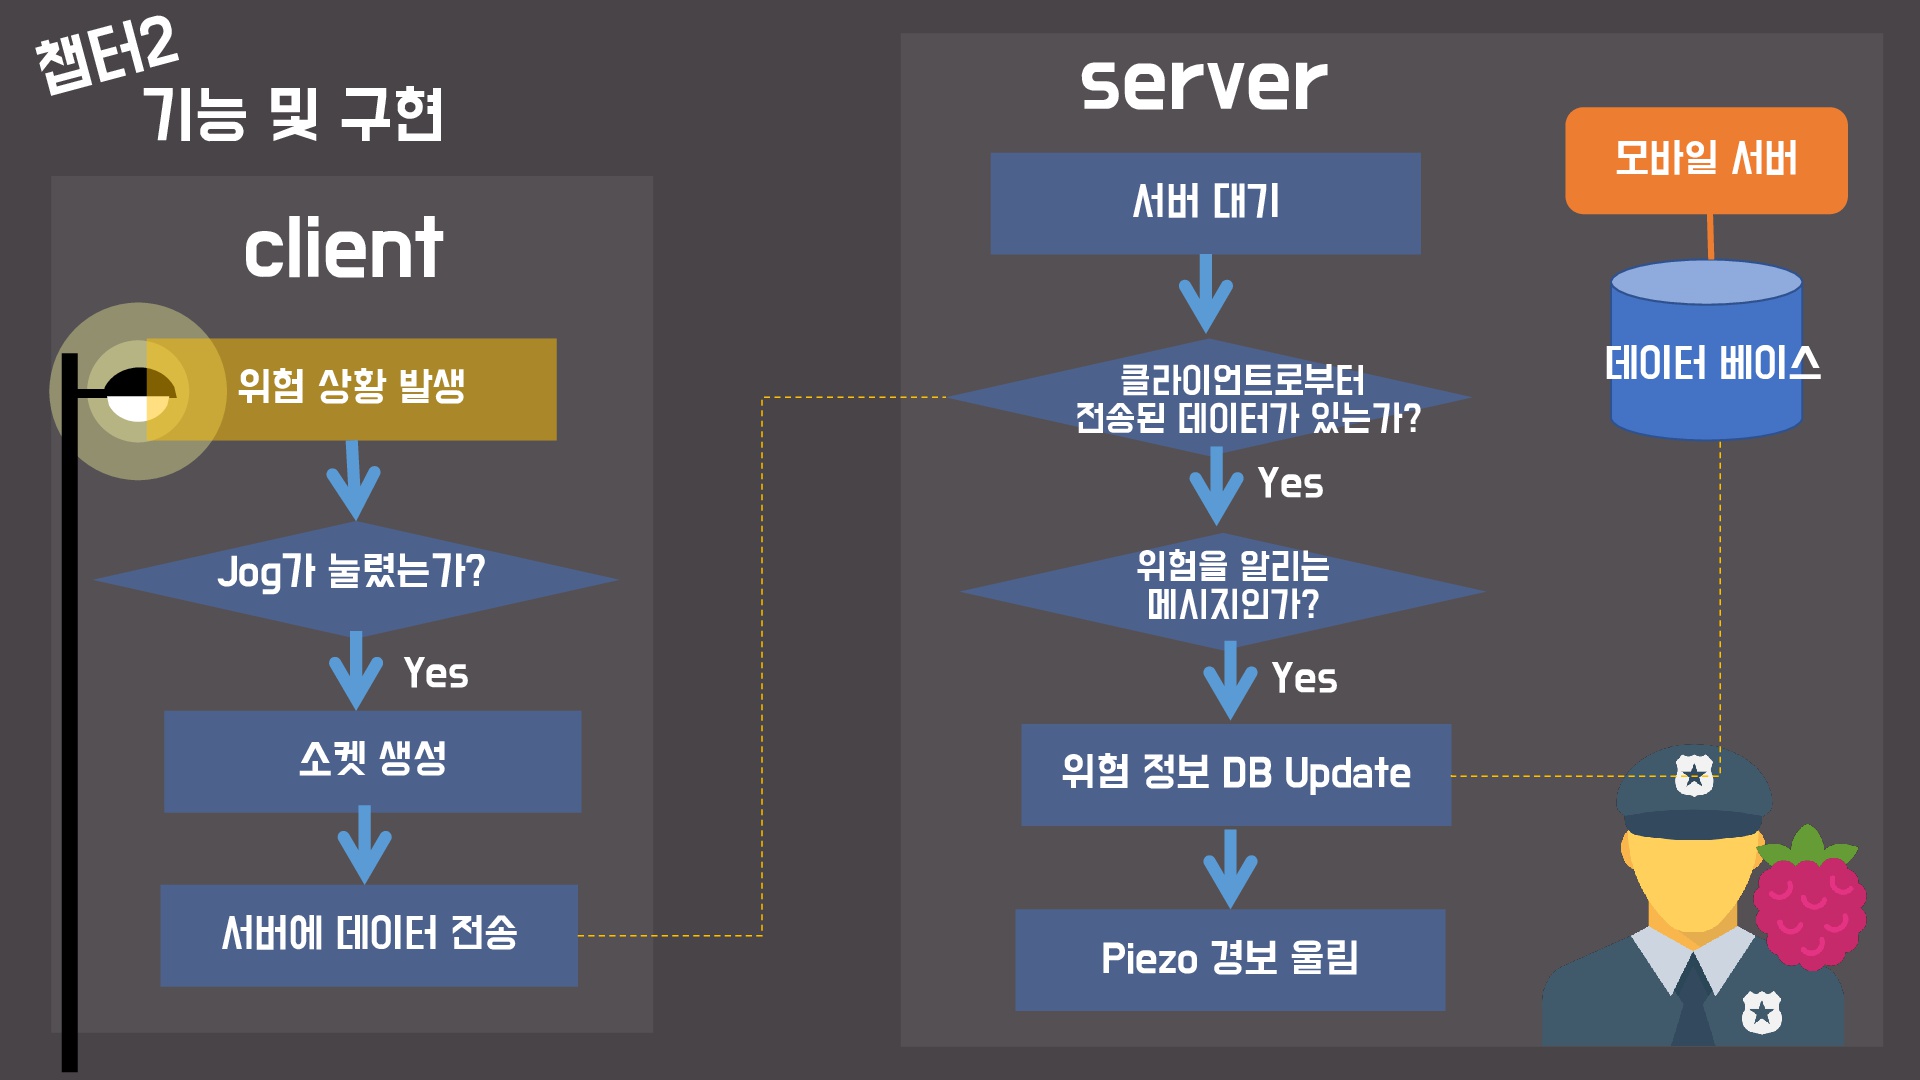 챕터2
기능 및 구현
client
위험 상황 발생
Jog가 눌렸는가?
Yes
소켓 생성
서버에 데이터 전송
server
서버 대기
클라이언트로부터
전송된 데이터가 있는가?
Yes
위험을 알리는
메시지인가?
Yes
위험 정보 DB Update
Piezo 경보 울림
모바일 서버
데이터 베이스